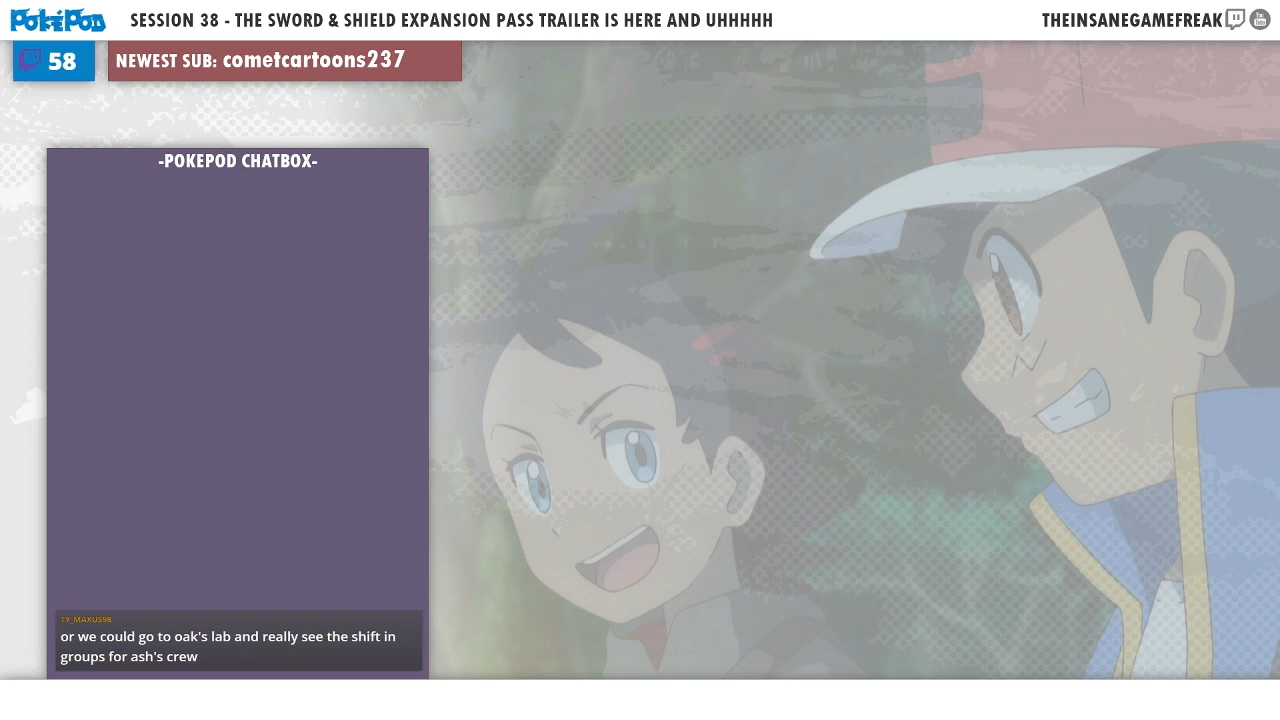 PokéPod
SESSION 38 - THE SWORD & SHIELD EXPANSION PASS TRAILER IS HERE AND UHHHHH
THEINSANEGAMEFREAK
You Tube
58
NEWEST SUB: cometcartoons237
-POKEPOD CHATBOX-
TY_MAXUS98
or we could go to oak's lab and really see the shift in
groups for ash's crew